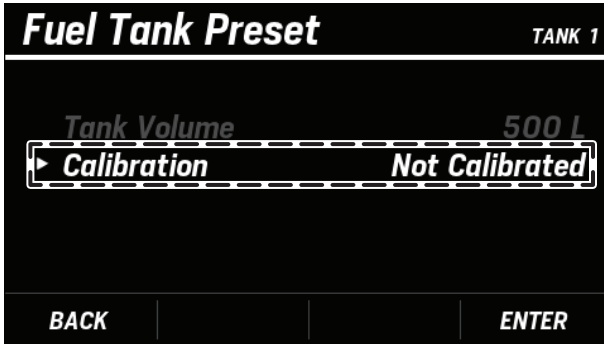 Fuel Tank Preset TANK 1
Tank Volume 500 L
Calibration Not Calibrated
BACK ENTER